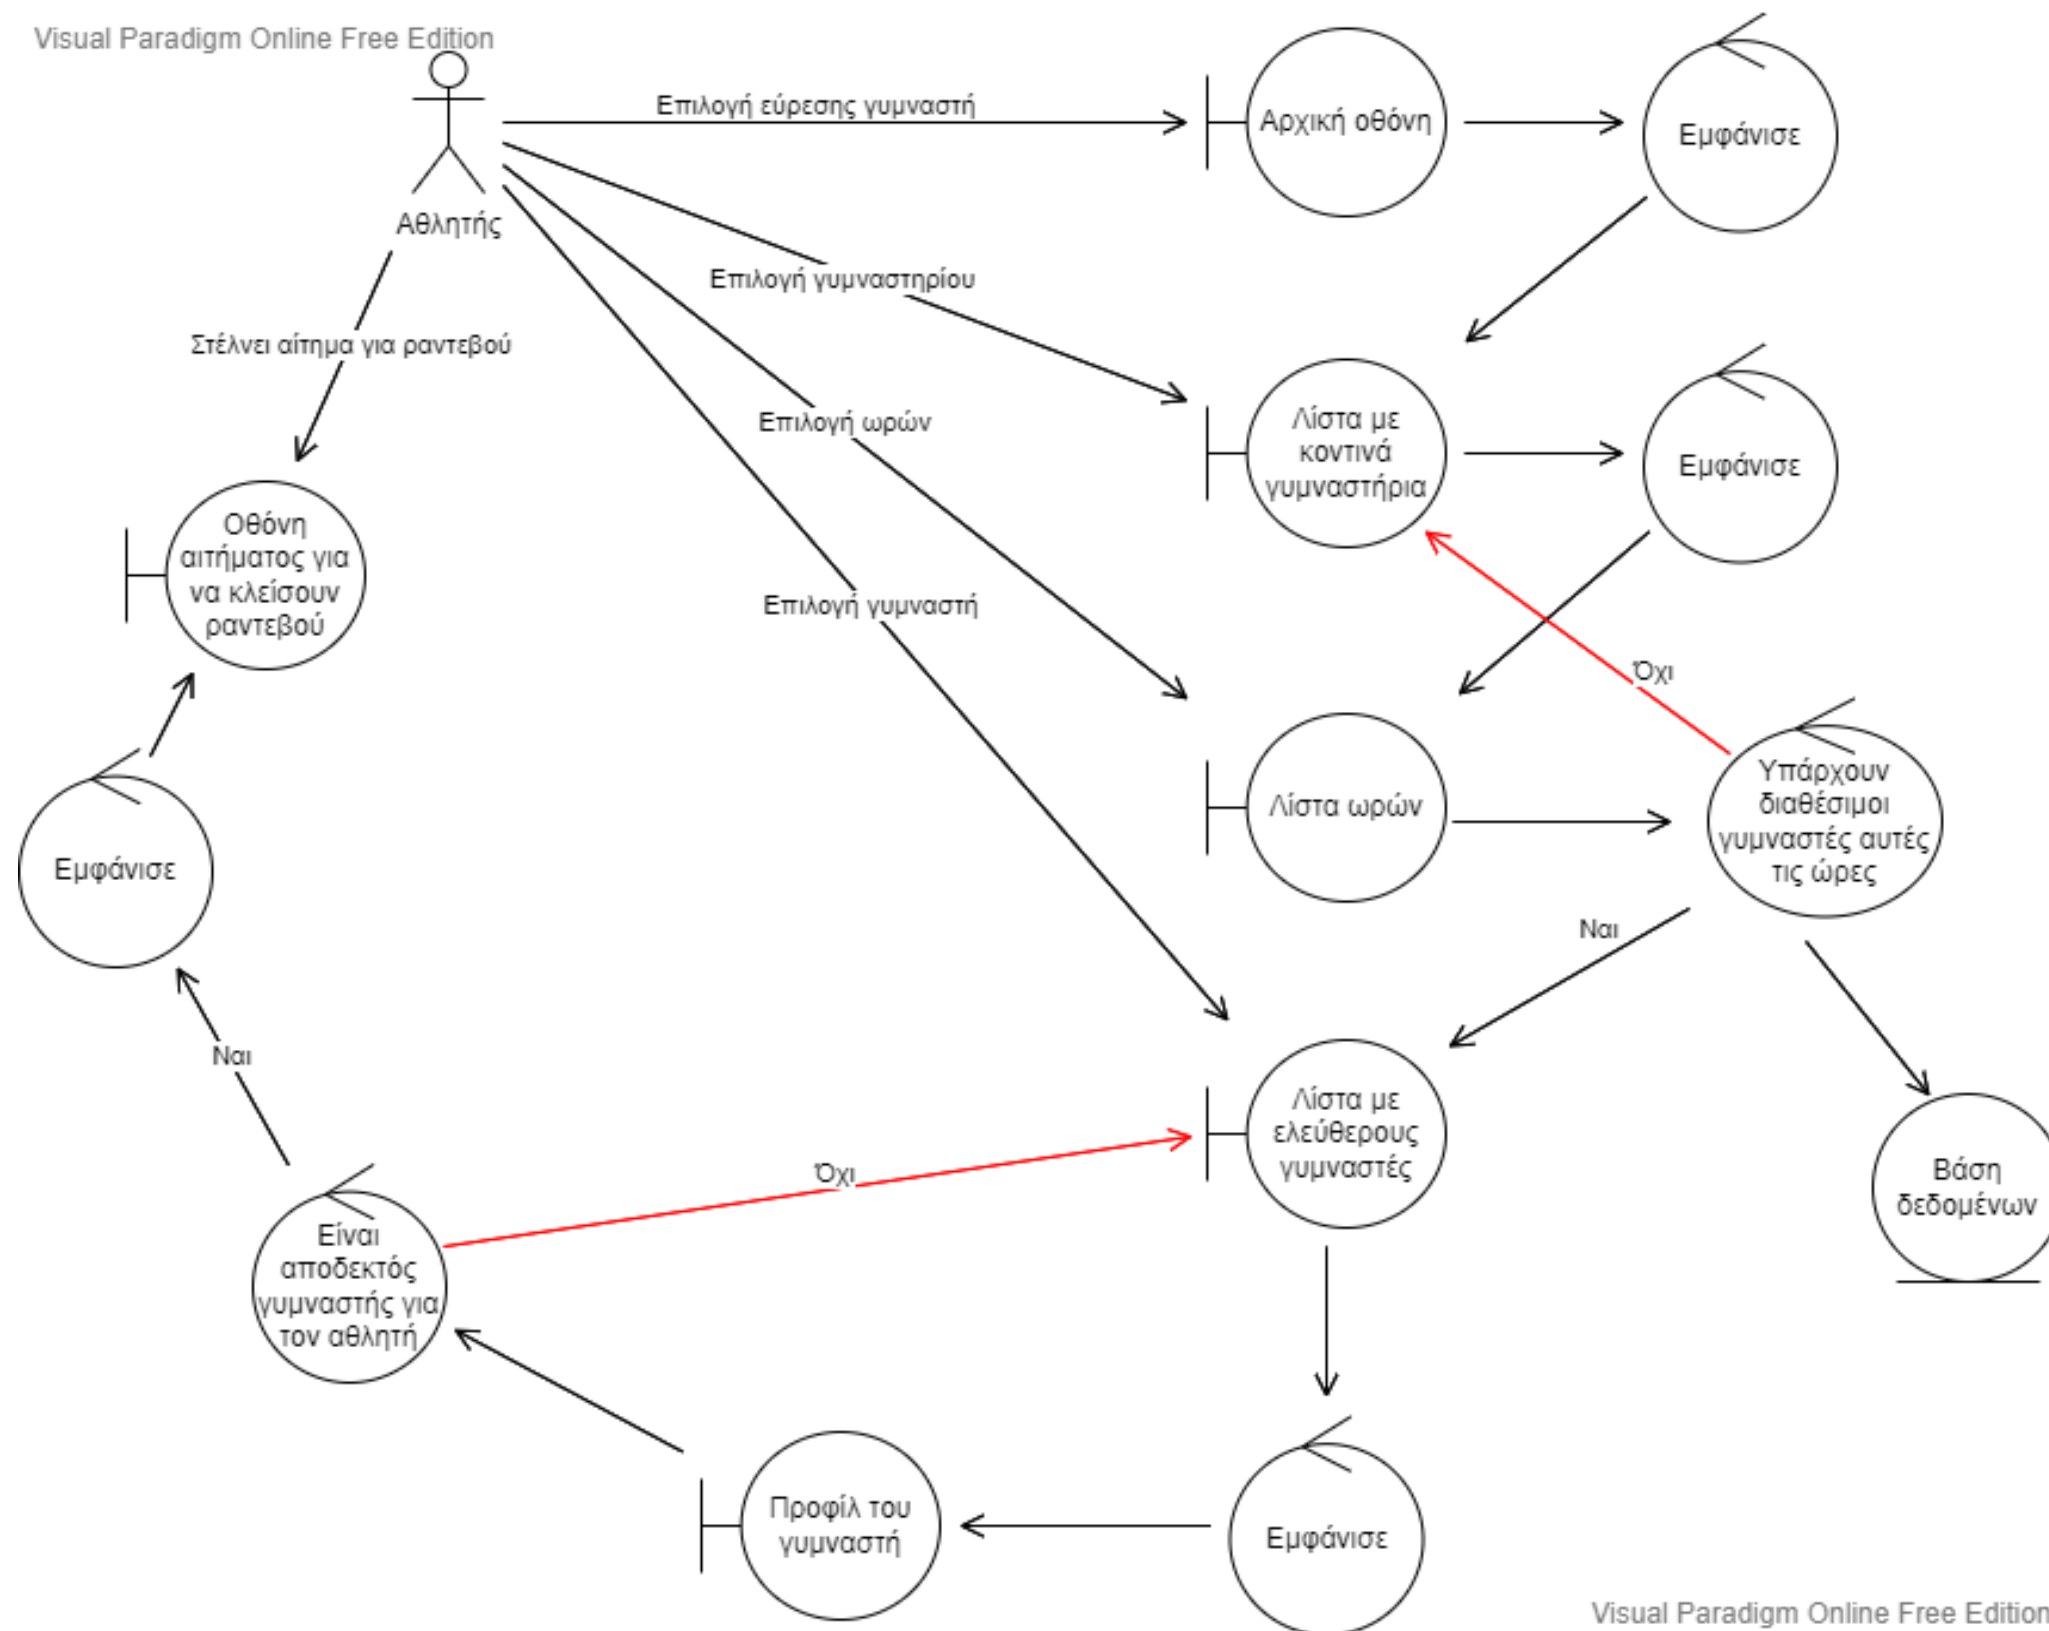 Visual Paradigm Online Free Edition
Επιλογή εύρεσης γυμναστή
Αρχική οθόνη
Εμφάνισε
Αθλητής
Επιλογή γυμναστηρίου
Στέλνει αίτημα για ραντεβού
Επιλογή ωρών
Λίστα με
κοντινά
γυμναστήρια
Εμφάνισε
Οθόνη
αιτήματος για
να κλείσουν
ραντεβού
Επιλογή γυμναστή
Όχι
Λίστα ωρών
Υπάρχουν
διαθέσιμοι
γυμναστές αυτές
τις ώρες
Εμφάνισε
Ναι
Ναι
Λίστα με
ελεύθερους
γυμναστές
Βάση
δεδομένων
Όχι
Είναι
αποδεκτός
γυμναστής για
τον αθλητή
Προφίλ του
γυμναστή
Εμφάνισε
Visual Paradigm Online Free Edition